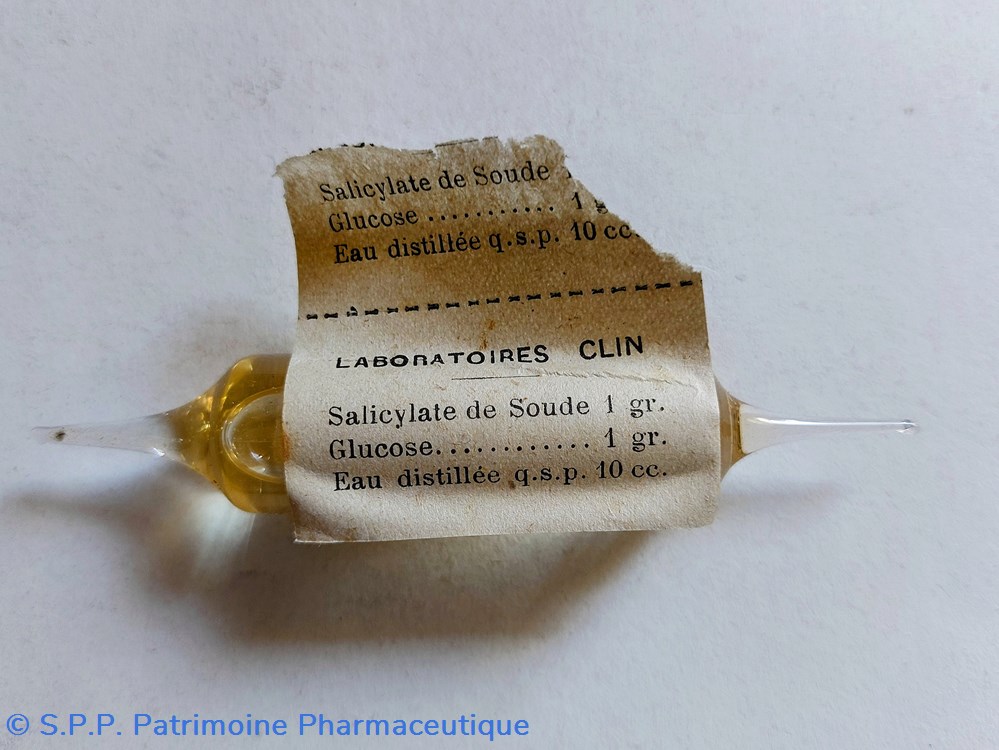 Salicylate de Soude
Glucose ........... 1
Eau distillée q.s.p. 10 cc.
LABORATOIRES CLIN
Salicylate de Soude 1 gr.
Glucose............ 1 gr.
Eau distillée q.s.p. 10 cc.
© S.P.P. Patrimoine Pharmaceutique